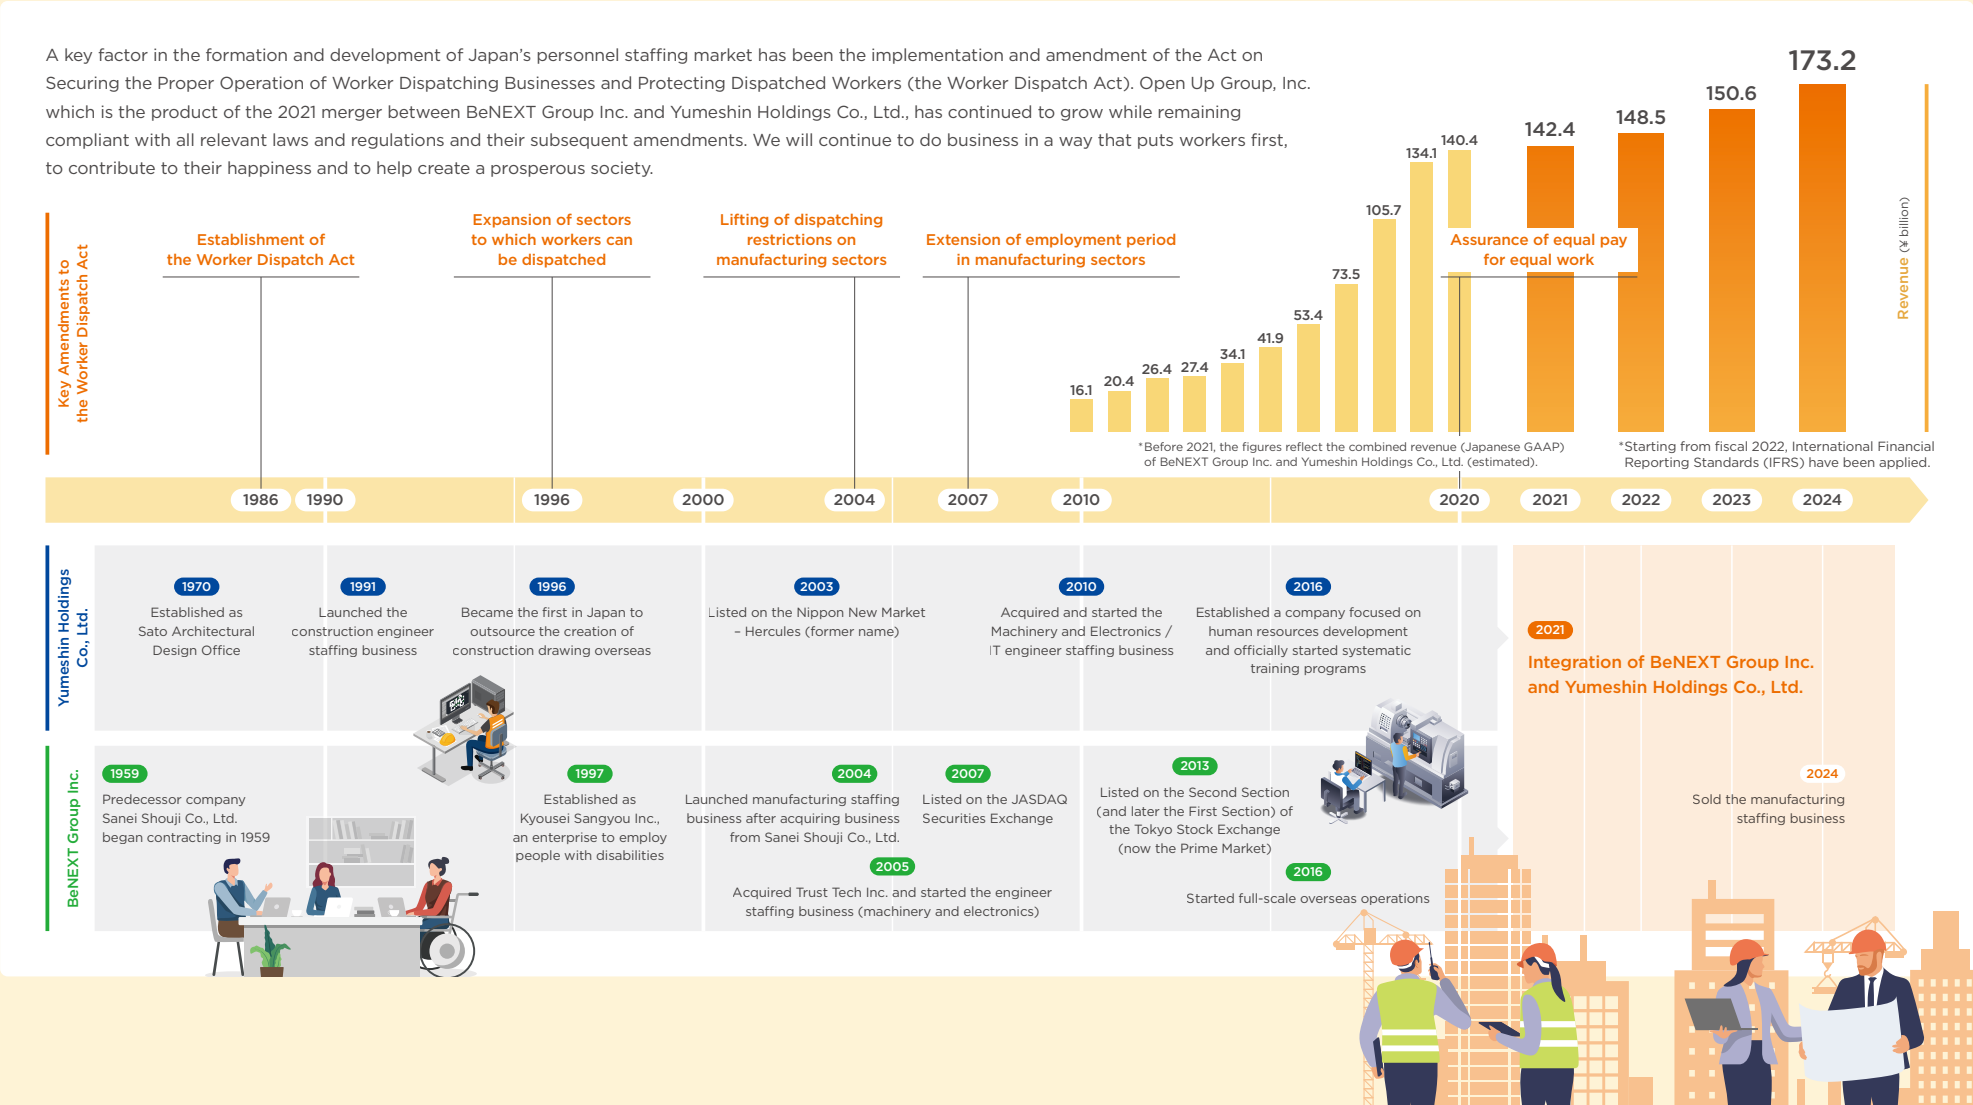 A key factor in the formation and development of Japan's personnel staffing market has been the implementation and amendment of the Act on
Securing the Proper Operation of Worker Dispatching Businesses and Protecting Dispatched Workers (the Worker Dispatch Act). Open Up Group, Inc.
which is the product of the 2021 merger between BeNEXT Group Inc. and Yumeshin Holdings Co., Ltd., has continued to grow while remaining
compliant with all relevant laws and regulations and their subsequent amendments. We will continue to do business in a way that puts workers first,
to contribute to their happiness and to help create a prosperous society.
Key Amendments to
the Worker Dispatch Act
Establishment of
the Worker Dispatch Act
Expansion of sectors
to which workers can
be dispatched
Lifting of dispatching
restrictions on
manufacturing sectors
Extension of employment period
in manufacturing sectors
Assurance of equal pay
for equal work
16.1
20.4
26.4
27.4
34.1
41.9
53.4
73.5
105.7
134.1
140.4
142.4
148.5
150.6
173.2
Revenue (¥ billion)
*Before 2021, the figures reflect the combined revenue (Japanese GAAP)
of BeNEXT Group Inc. and Yumeshin Holdings Co., Ltd. (estimated).
*Starting from fiscal 2022, International Financial
Reporting Standards (IFRS) have been applied.
1986
1990
1996
2000
2004
2007
2010
2020
2021
2022
2023
2024
Yumeshin Holdings
Co., Ltd.
1970
Established as
Sato Architectural
Design Office
1991
Launched the
construction engineer
staffing business
1996
Became the first in Japan to
outsource the creation of
construction drawing overseas
2003
Listed on the Nippon New Market
– Hercules (former name)
2010
Acquired and started the
Machinery and Electronics /
IT engineer staffing business
2016
Established a company focused on
human resources development
and officially started systematic
training programs
2021
Integration of BeNEXT Group Inc.
and Yumeshin Holdings Co., Ltd.
BeNEXT Group Inc.
1959
Predecessor company
Sanei Shouji Co., Ltd.
began contracting in 1959
1997
Established as
Kyousei Sangyou Inc.,
an enterprise to employ
people with disabilities
2004
Launched manufacturing staffing
business after acquiring business
from Sanei Shouji Co., Ltd.
2005
Acquired Trust Tech Inc. and started the engineer
staffing business (machinery and electronics)
2007
Listed on the JASDAQ
Securities Exchange
2013
Listed on the Second Section
(and later the First Section) of
the Tokyo Stock Exchange
(now the Prime Market)
2016
Started full-scale overseas operations
2024
Sold the manufacturing
staffing business